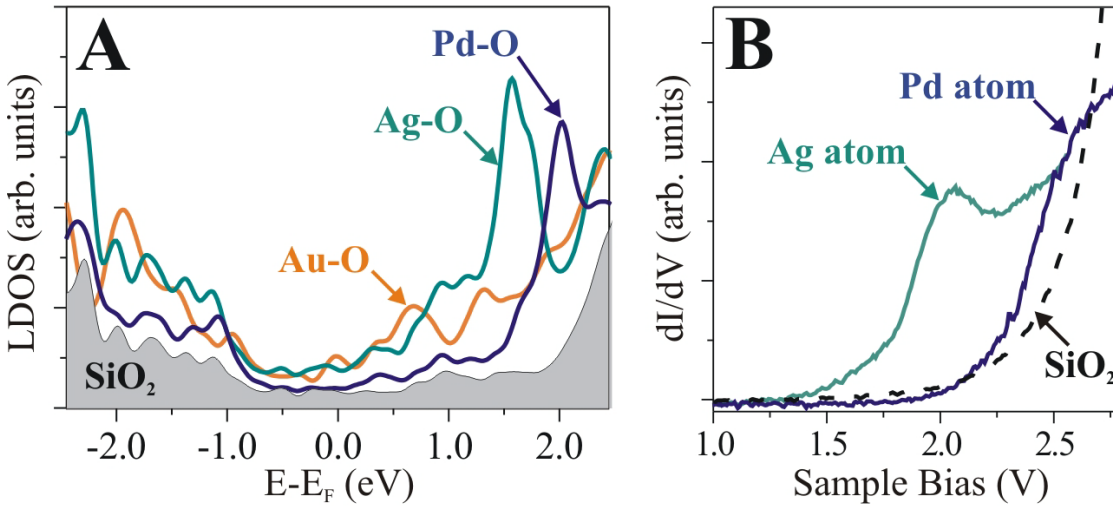 A
B
LDOS (arb. units)
Pd-O
Ag-O
Au-O
SiO₂
-2.0 -1.0 0.0 1.0 2.0
E-E_F (eV)
dI/dV (arb. units)
Pd atom
Ag atom
SiO₂
1.0 1.5 2.0 2.5
Sample Bias (V)